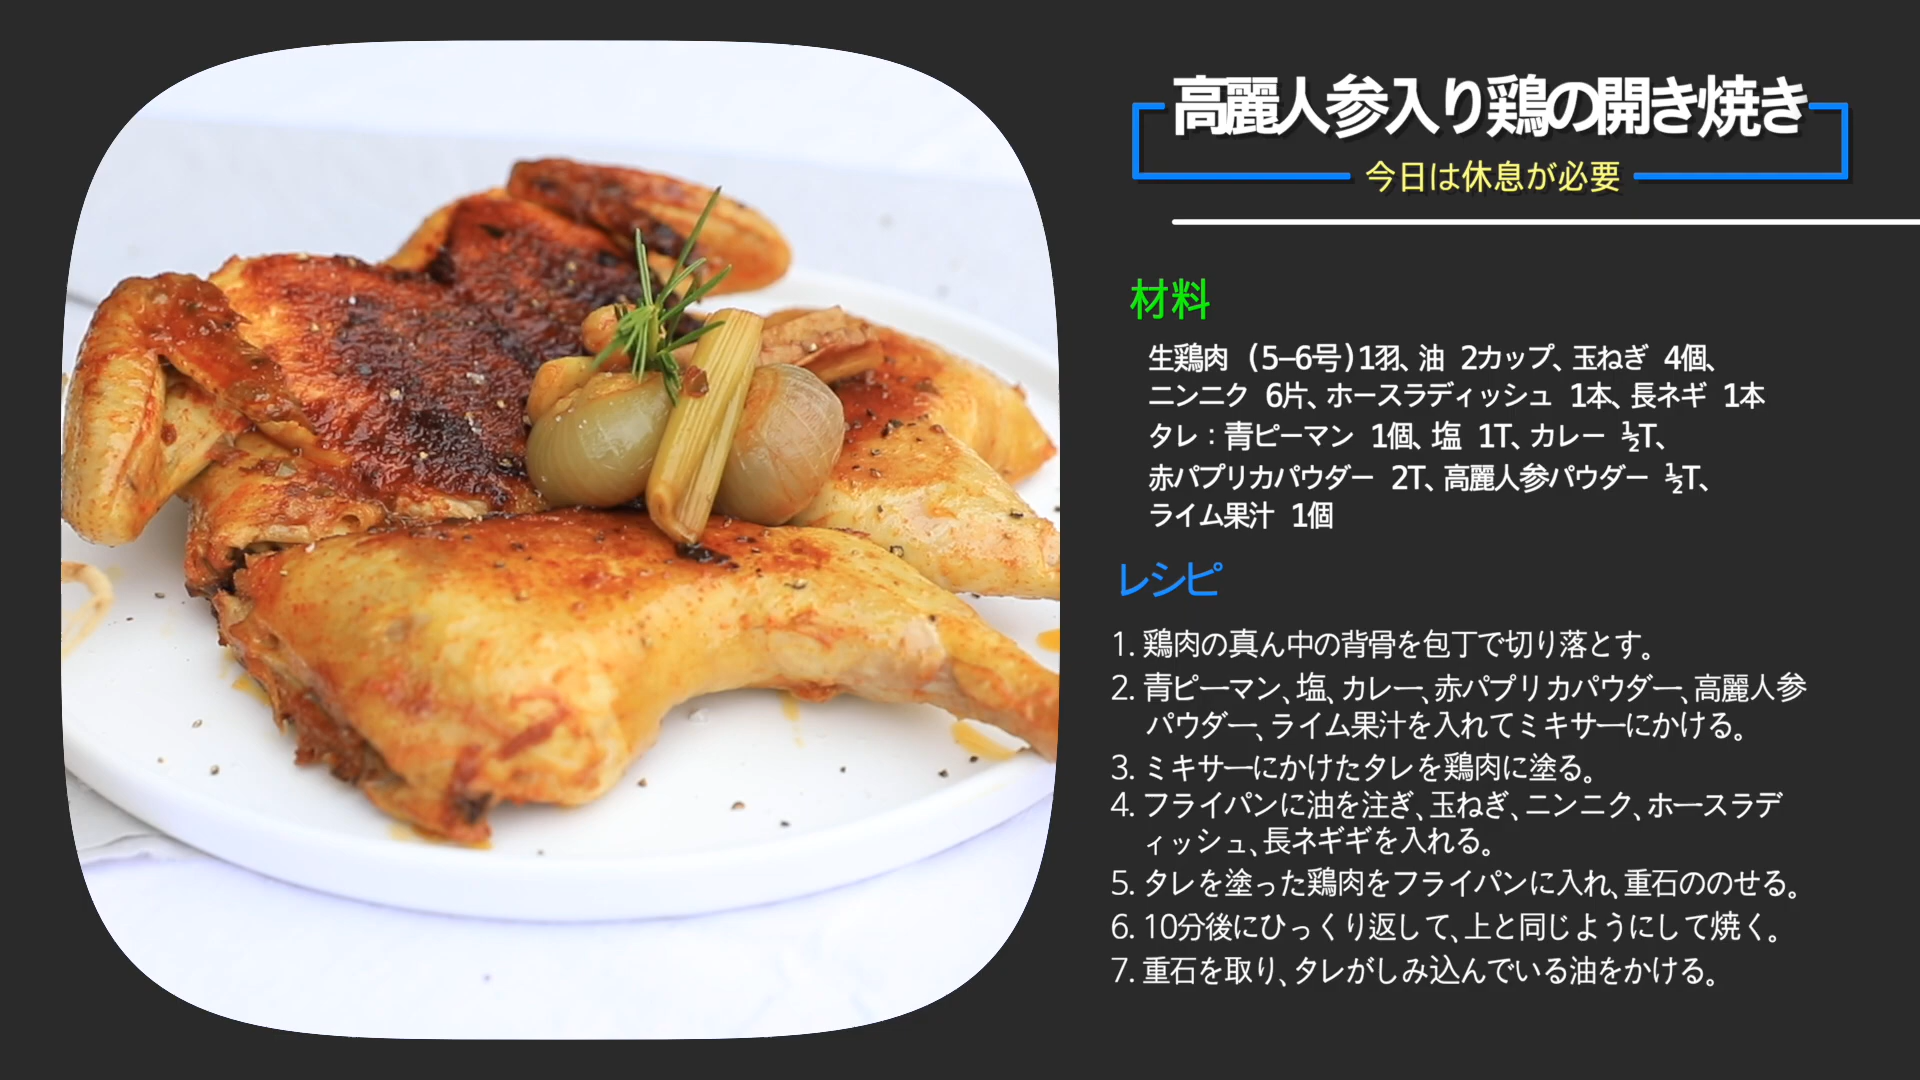 高麗人参入り鶏の開き焼き
今日は休息が必要
材料
生鶏肉 (5–6号)1羽、油 2カップ、玉ねぎ 4個、
ニンニク 6片、ホースラディッシュ 1本、長ネギ 1本
タレ：青ピーマン 1個、塩 1T、カレー ½T、
赤パプリカパウダー 2T、高麗人参パウダー ½T、
ライム果汁 1個
レシピ
1. 鶏肉の真ん中の背骨を包丁で切り落とす。
2. 青ピーマン、塩、カレー、赤パプリカパウダー、高麗人参
パウダー、ライム果汁を入れてミキサーにかける。
3. ミキサーにかけたタレを鶏肉に塗る。
4. フライパンに油を注ぎ、玉ねぎ、ニンニク、ホースラデ
ィッシュ、長ネギギを入れる。
5. タレを塗った鶏肉をフライパンに入れ、重石ののせる。
6. 10分後にひっくり返して、上と同じようにして焼く。
7. 重石を取り、タレがしみ込んでいる油をかける。